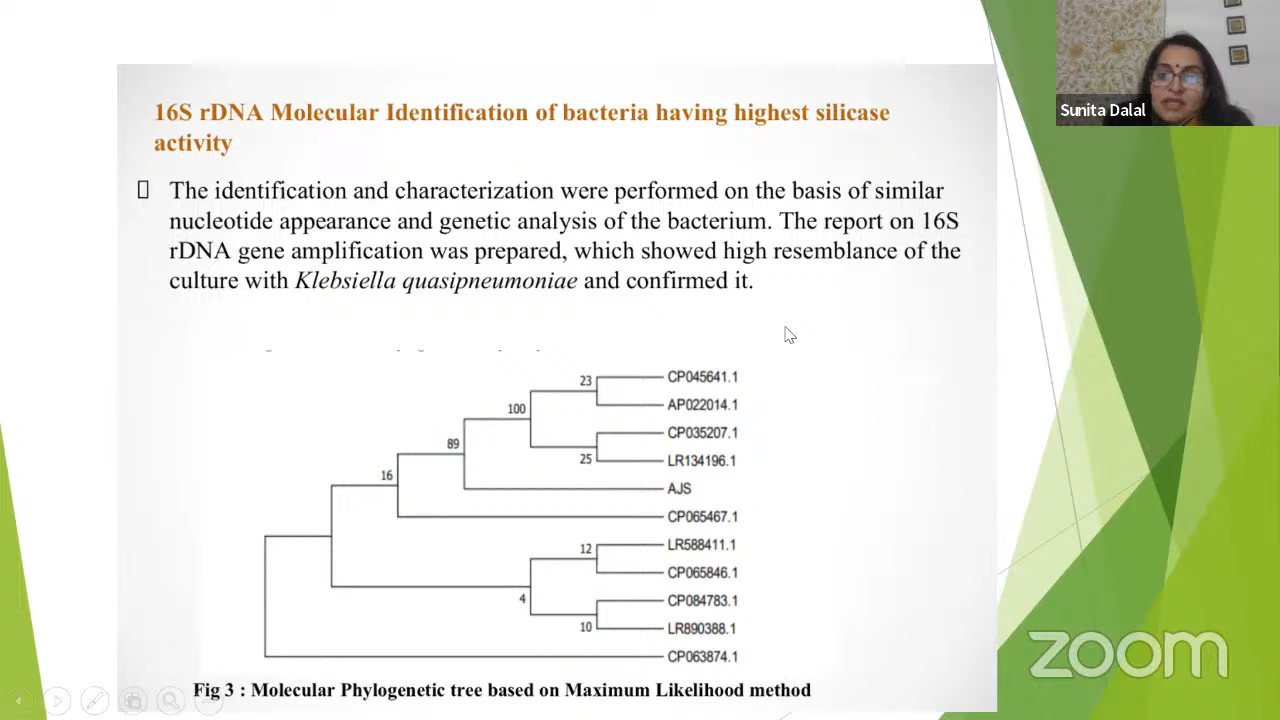 16S rDNA Molecular Identification of bacteria having highest silicase
activity
The identification and characterization were performed on the basis of similar
nucleotide appearance and genetic analysis of the bacterium. The report on 16S
rDNA gene amplification was prepared, which showed high resemblance of the
culture with Klebsiella quasipneumoniae and confirmed it.
Sunita Dalal
23
CP045641.1
100
AP022014.1
CP035207.1
89
25
LR134196.1
16
AJS
CP065467.1
12
LR588411.1
CP065846.1
4
CP084783.1
10
LR890388.1
CP063874.1
Fig 3 : Molecular Phylogenetic tree based on Maximum Likelihood method
zoom